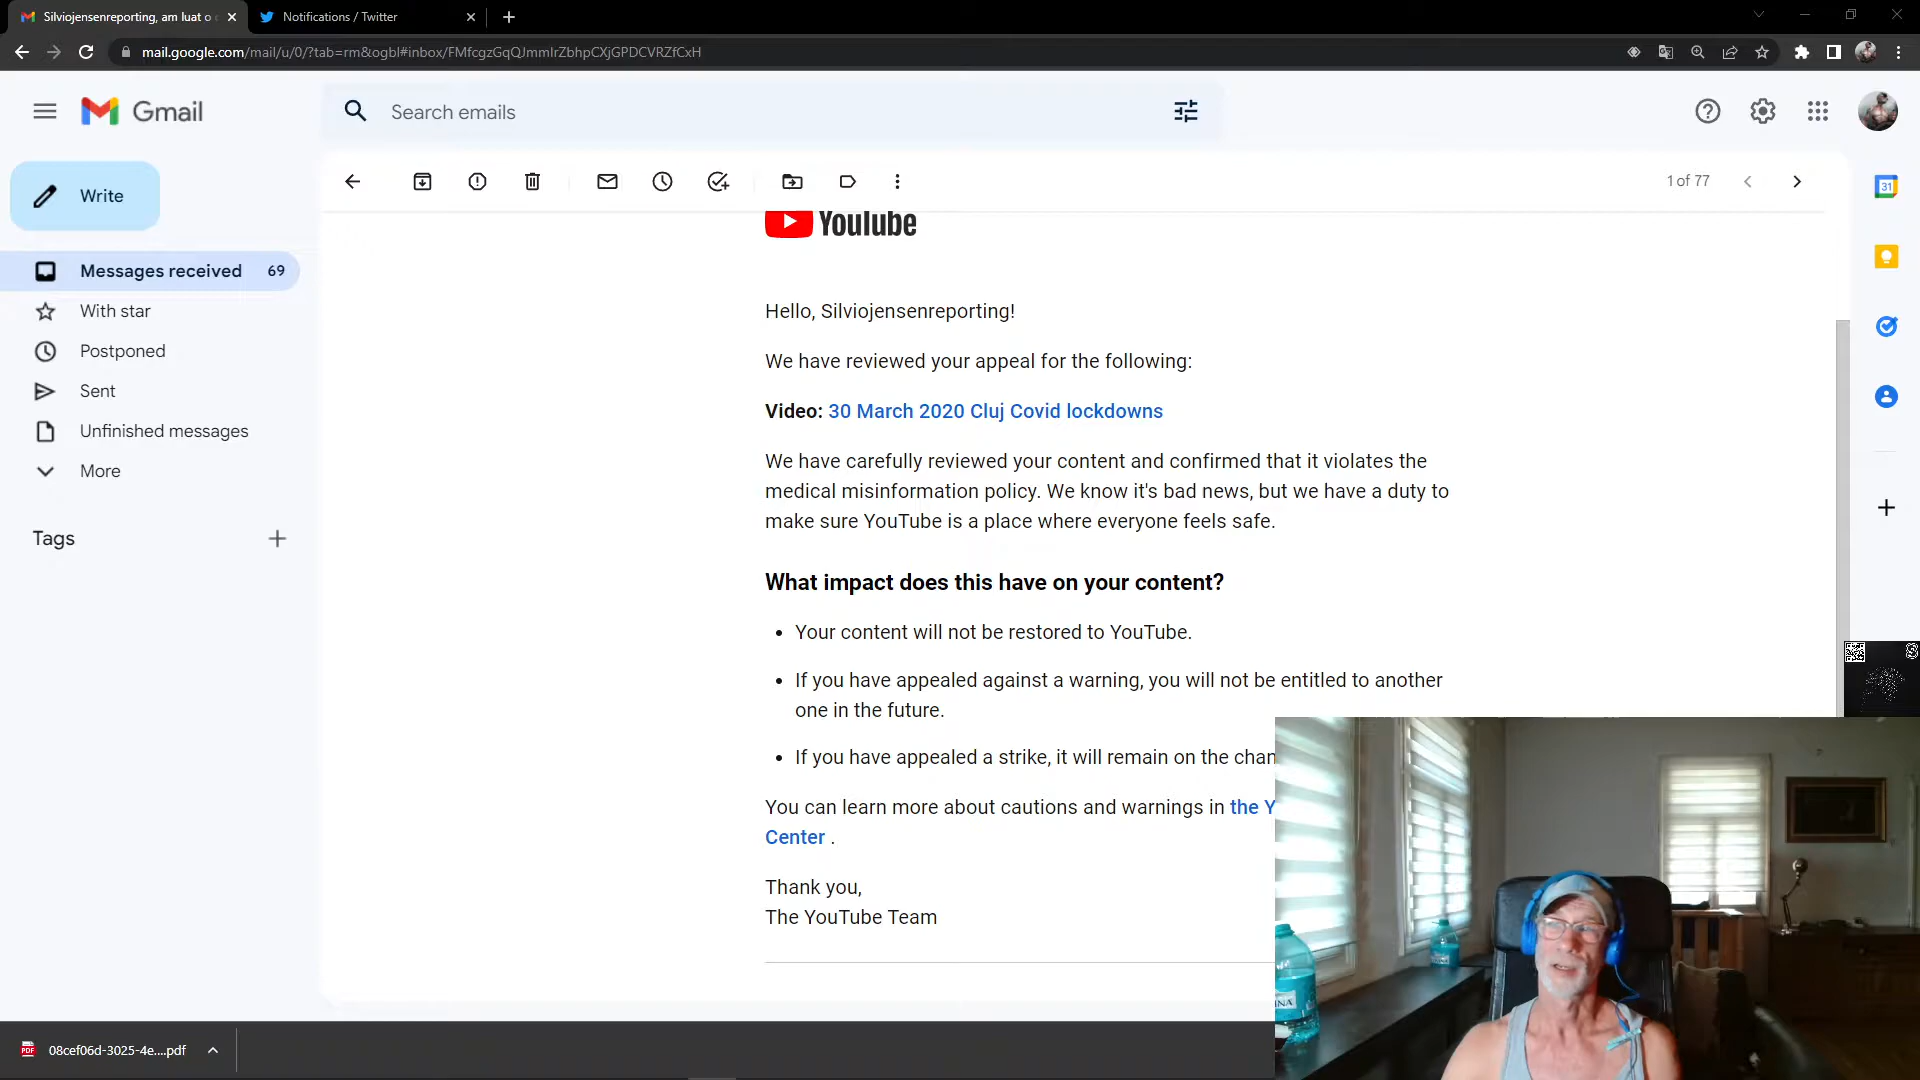 Silviojensenreporting, am luat o
Notifications / Twitter
mail.google.com/mail/u/0/?tab=rm&ogbl#inbox/FMfcgzGqQJmmlrZbhpCXjGPDCVRZfCxH
Gmail
Search emails
Write
1 of 77
31
YouTube
Messages received 69
With star
Postponed
Sent
Unfinished messages
More
Tags
Hello, Silviojensenreporting!
We have reviewed your appeal for the following:
Video: 30 March 2020 Cluj Covid lockdowns
We have carefully reviewed your content and confirmed that it violates the
medical misinformation policy. We know it's bad news, but we have a duty to
make sure YouTube is a place where everyone feels safe.
What impact does this have on your content?
• Your content will not be restored to YouTube.
• If you have appealed against a warning, you will not be entitled to another
one in the future.
• If you have appealed a strike, it will remain on the chan
You can learn more about cautions and warnings in the Y
Center .
Thank you,
The YouTube Team
PDF
08cef06d-3025-4e....pdf